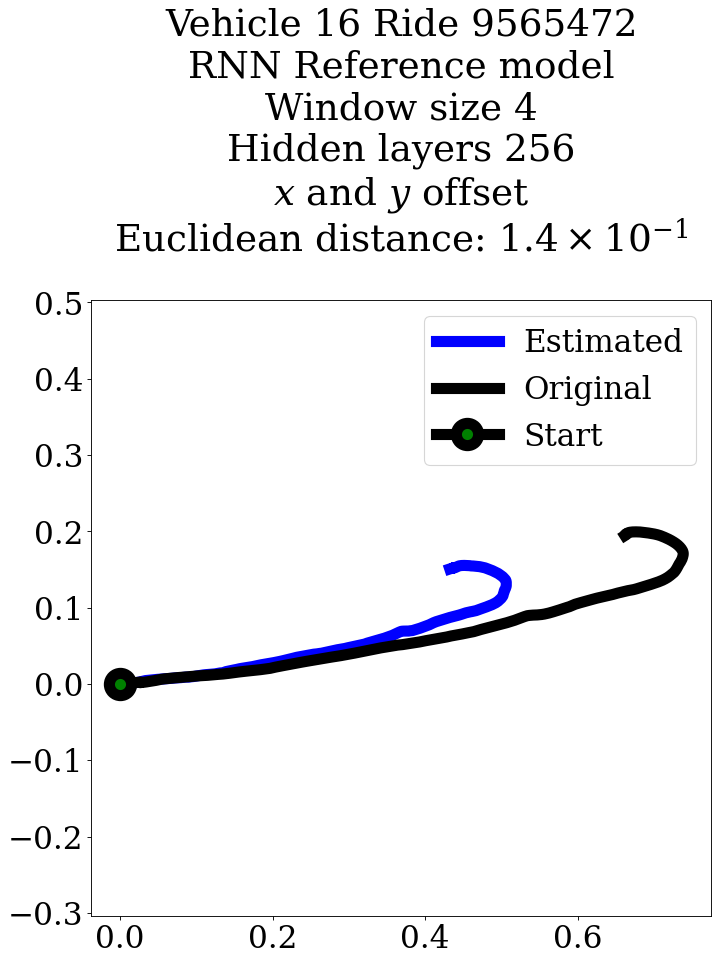 Vehicle 16 Ride 9565472
RNN Reference model
Window size 4
Hidden layers 256
x and y offset
Euclidean distance: 1.4 × 10⁻¹
Estimated
Original
Start
0.5
0.4
0.3
0.2
0.1
0.0
−0.1
−0.2
−0.3
0.0 0.2 0.4 0.6